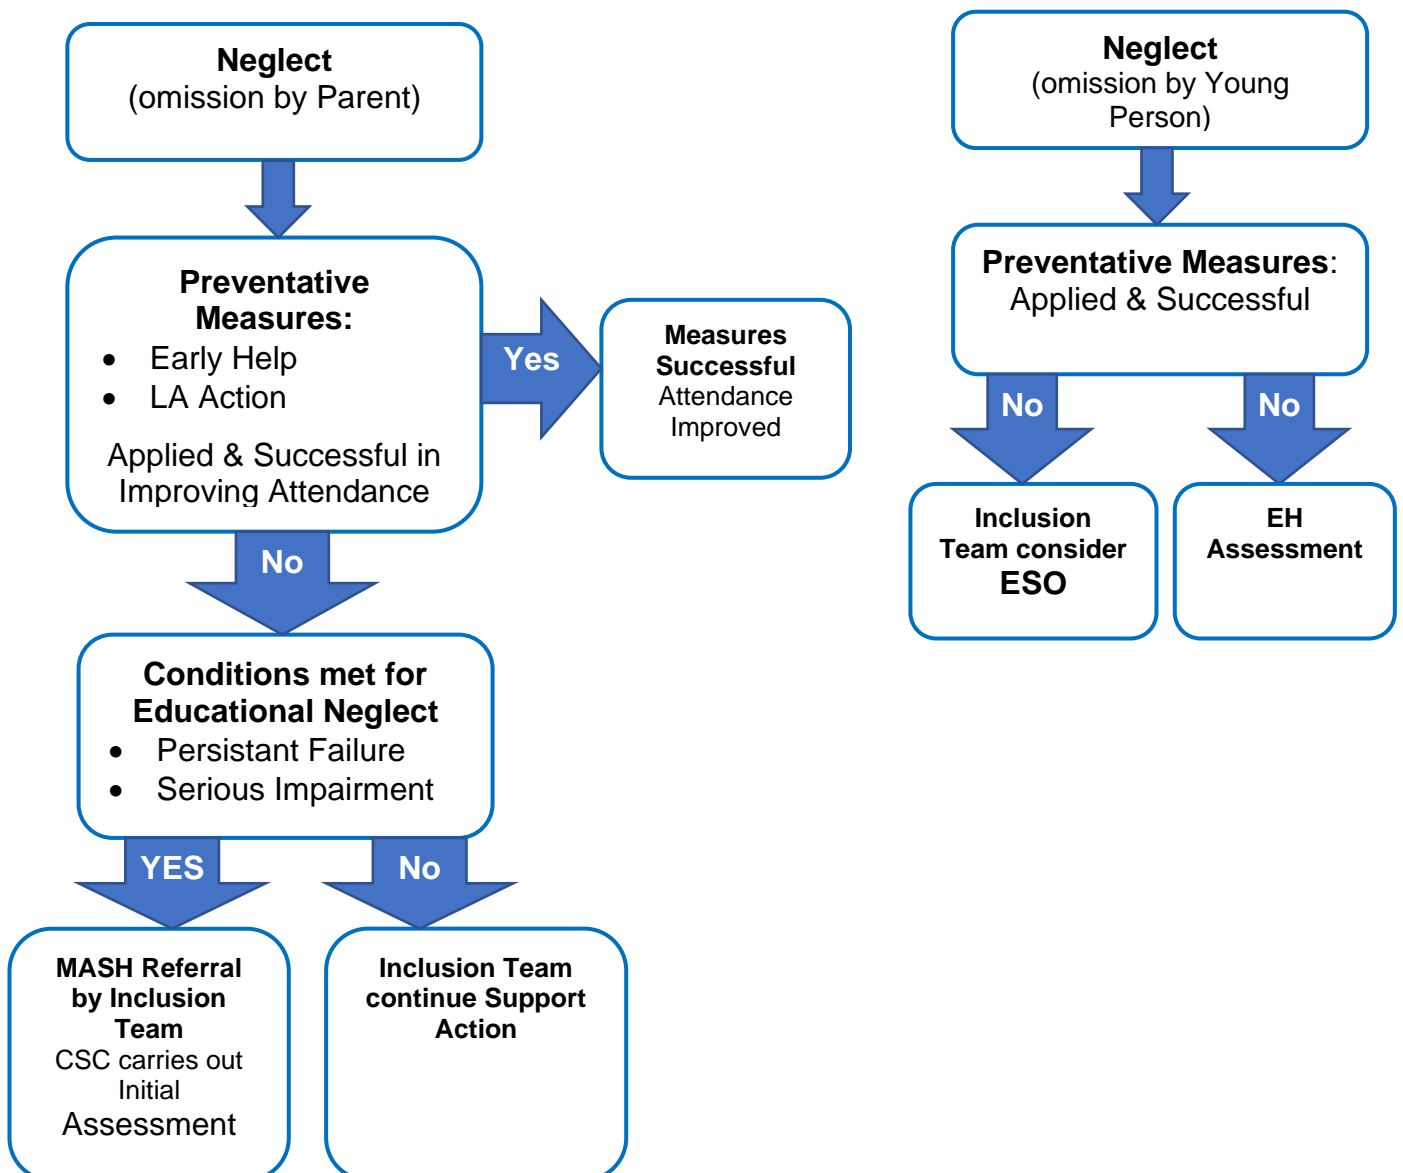 Neglect
(omission by Parent)
Preventative
Measures:
• Early Help
• LA Action
Applied & Successful in
Improving Attendance
Yes
Measures
Successful
Attendance
Improved
No
Conditions met for
Educational Neglect
• Persistant Failure
• Serious Impairment
YES
No
MASH Referral
by Inclusion
Team
CSC carries out
Initial
Assessment
Inclusion Team
continue Support
Action
Neglect
(omission by Young
Person)
Preventative Measures:
Applied & Successful
No
No
Inclusion
Team consider
ESO
EH
Assessment